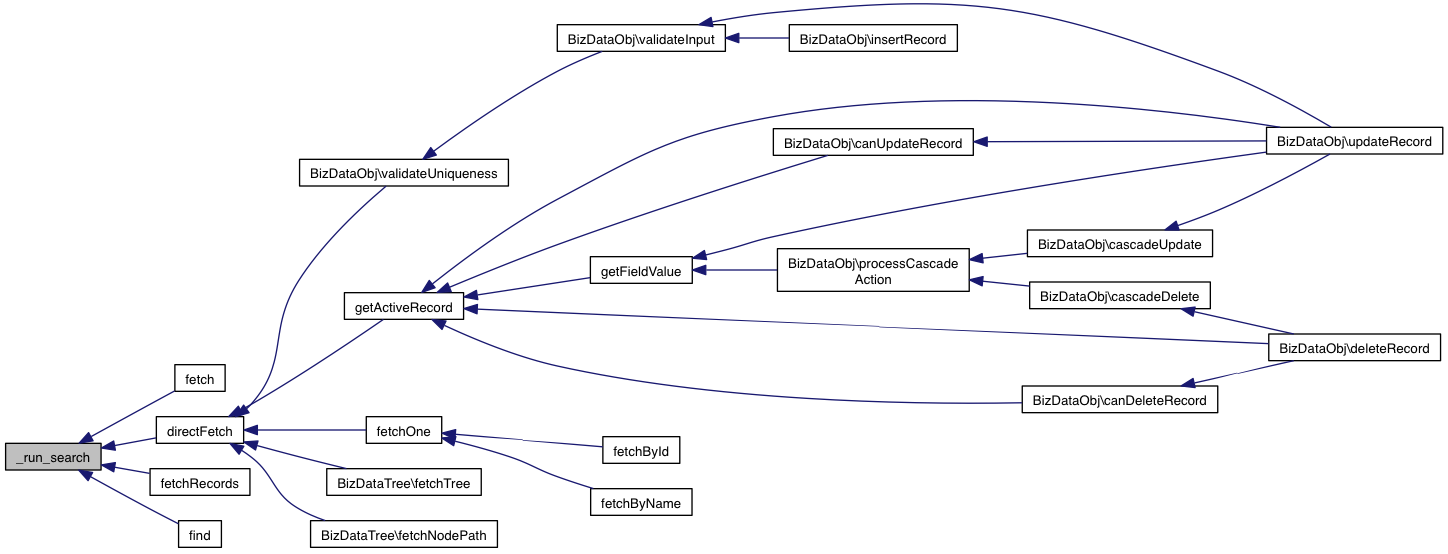 BizDataObj\validateInput
BizDataObj\insertRecord
BizDataObj\updateRecord
BizDataObj\canUpdateRecord
BizDataObj\validateUniqueness
BizDataObj\cascadeUpdate
getFieldValue
BizDataObj\processCascade
Action
BizDataObj\cascadeDelete
getActiveRecord
BizDataObj\deleteRecord
fetch
BizDataObj\canDeleteRecord
directFetch
fetchOne
fetchById
_run_search
fetchRecords
BizDataTree\fetchTree
fetchByName
find
BizDataTree\fetchNodePath